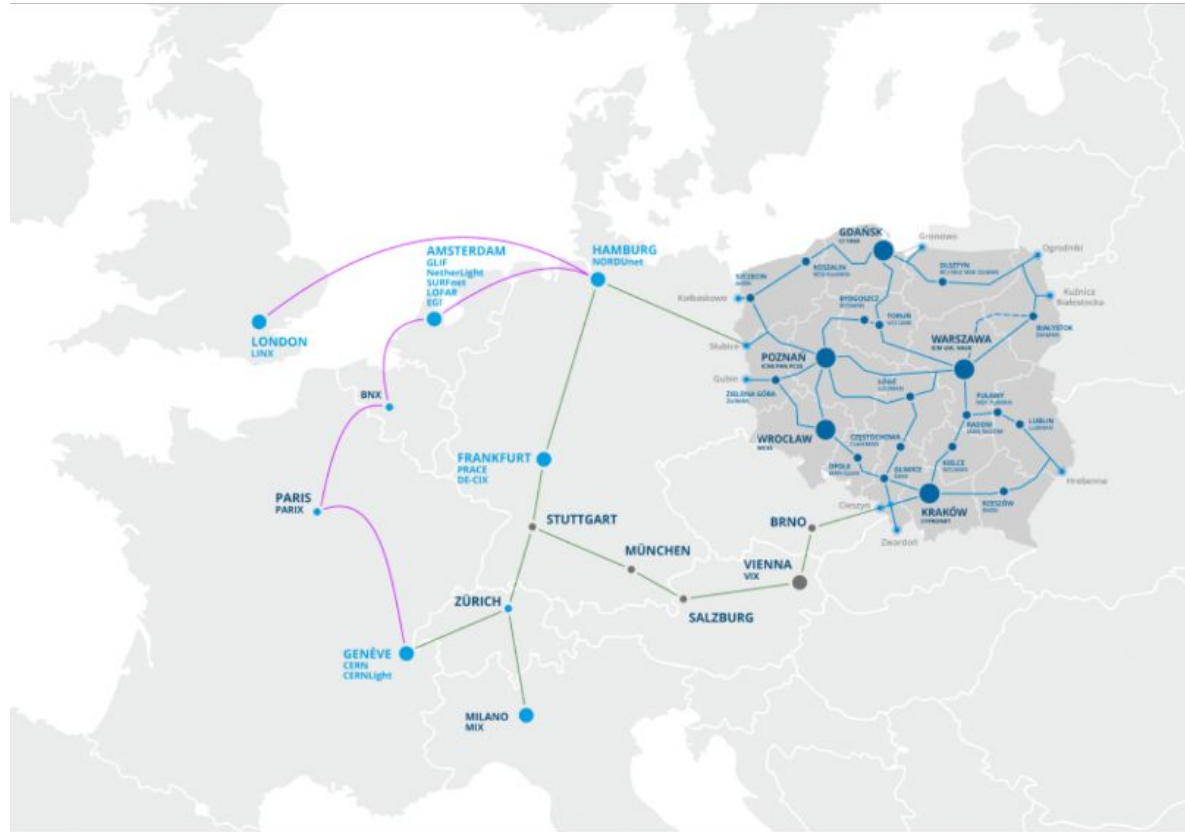 GDAŃSK
Gronowo
Ogrodniki
OLSZTYN
KOSZALIN
SZCZECIN
Kołbaskowo
Kuźnica
Białostocka
BYDGOSZCZ
TORUŃ
BIAŁYSTOK
WARSZAWA
Słubice
POZNAŃ
Gubin
ZIELONA GÓRA
ŁÓDŹ
PUŁAWY
RADOM
LUBLIN
WROCŁAW
CZĘSTOCHOWA
OPOLE
GLIWICE
KIELCE
Hrebenne
Cieszyn
KRAKÓW
RZESZÓW
Zwardoń
AMSTERDAM
GLIF
NetherLight
SURFnet
LOFAR
EGI
HAMBURG
NORDUnet
LONDON
LINX
BNX
FRANKFURT
PRACE
DE-CIX
PARIS
PARIX
STUTTGART
BRNO
MÜNCHEN
VIENNA
VIX
ZÜRICH
SALZBURG
GENÈVE
CERN
CERNLight
MILANO
MIX